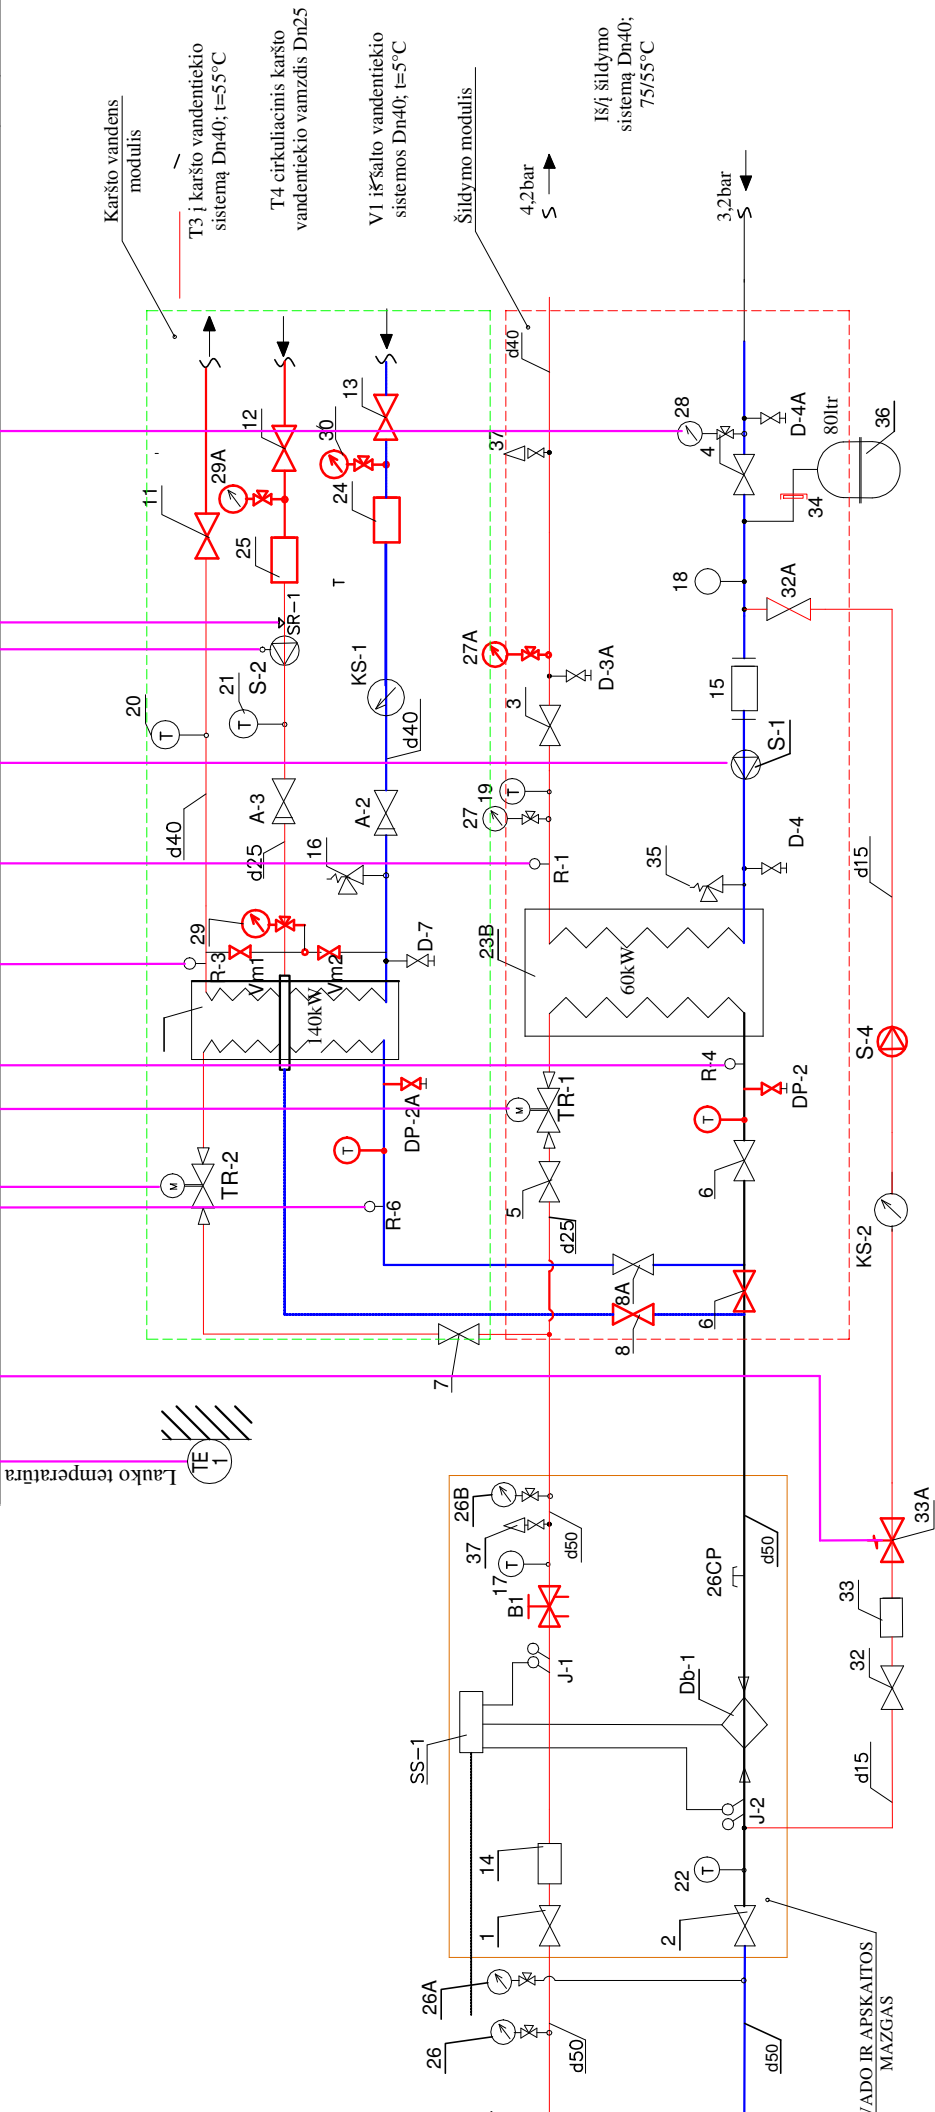 Karšto vandens
modulis
T3 į karšto vandentiekio
sistemą Dn40; t=55°C
T4 cirkuliacinis karšto
vandentiekio vamzdis Dn25
V1 iš šalto vandentiekio
sistemos Dn40; t=5°C
Šildymo modulis
Iš/į šildymo
sistemą Dn40;
75/55°C
4,2bar
3,2bar
11
12
13
29A
30
25
24
T
SR-1
S-2
20
T
21
T
KS-1
d40
d40
A-3
A-2
d25
16
29
R-3
Vm1
Vm2
D-7
140kW
DP-2A
T
TR-2
M
R-6
d40
37
28
4
D-4A
80ltr
36
34
18
32A
27A
D-3A
3
15
S-1
19
T
27
R-1
35
D-4
d15
23B
60kW
S-4
R-4
TR-1
M
DP-2
T
5
6
d25
KS-2
8A
6
8
7
Lauko temperatūra
TE
1
26B
37
d50
17
T
B1
J-1
26CP
d50
33A
33
32
Db-1
SS-1
J-2
d15
14
22
T
1
2
26A
26
d50
d50
VADO IR APSKAITOS
MAZGAS